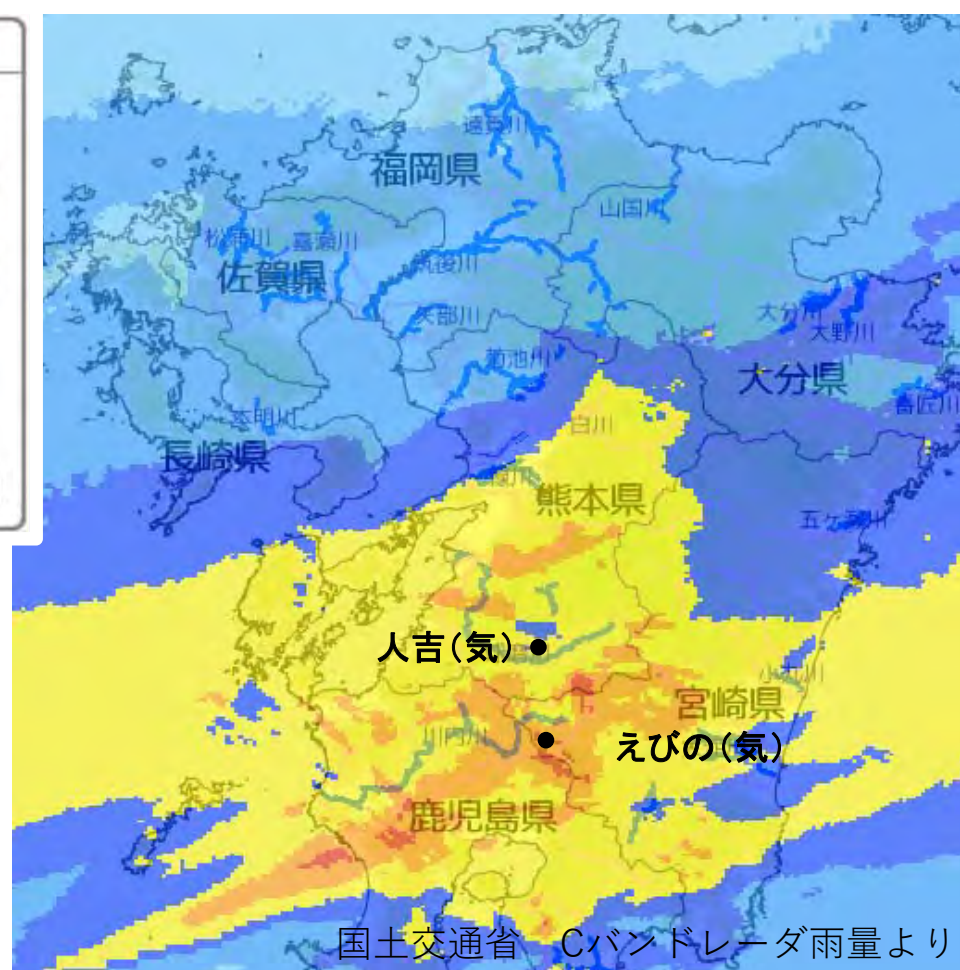 遠賀川
福岡県
山国川
松浦川
嘉瀬川
筑後川
佐賀県
矢部川
大分川
大野川
菊池川
大分県
番匠川
本明川
白川
長崎県
緑川
熊本県
五ヶ瀬川
人吉(気)
小丸川
宮崎県
川内川
えびの(気)
鹿児島県
国土交通省 Cバンドレーダ雨量より